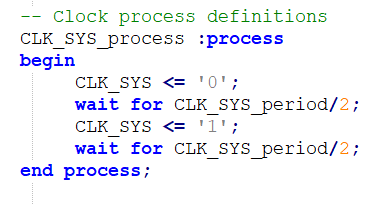 -- Clock process definitions
CLK_SYS_process :process
begin
CLK_SYS <= '0';
wait for CLK_SYS_period/2;
CLK_SYS <= '1';
wait for CLK_SYS_period/2;
end process;